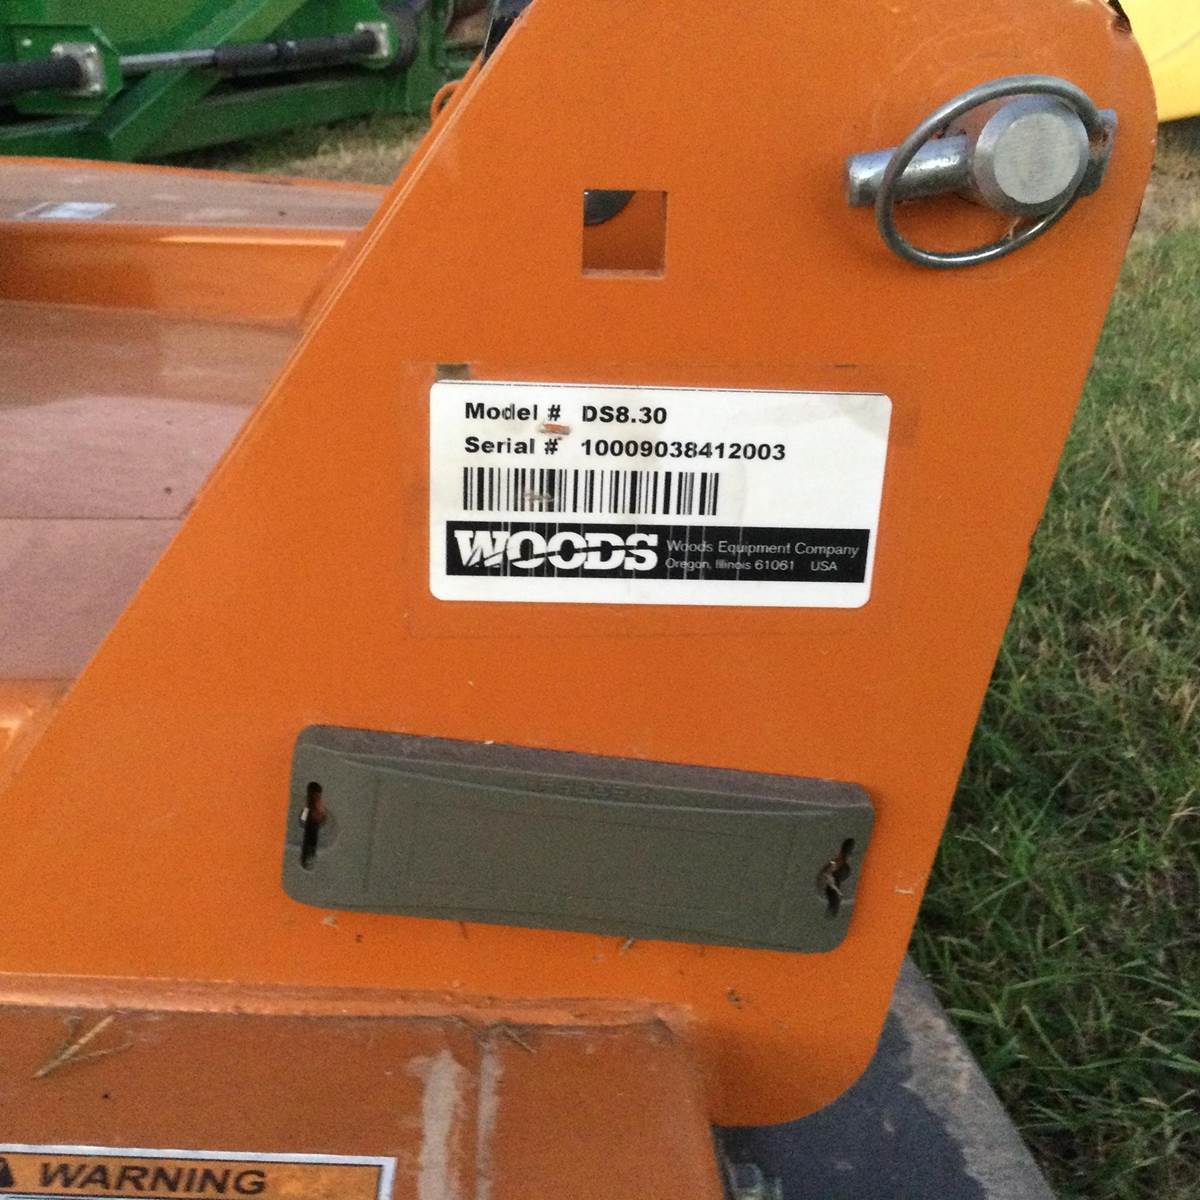 Model # DS8.30
Serial # 10009038412003
WOODS
Woods Equipment Company
Oregon, Illinois 61061 USA
WARNING